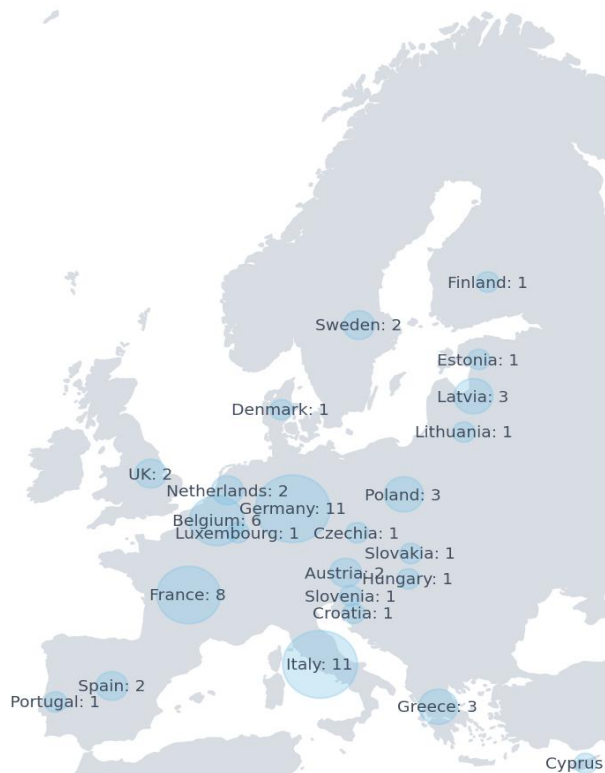 Finland: 1
Sweden: 2
Estonia: 1
Latvia: 3
Denmark: 1
Lithuania: 1
UK: 2
Netherlands: 2
Poland: 3
Germany: 11
Belgium: 6
Luxembourg: 1
Czechia: 1
Slovakia: 1
Austria: 2
Hungary: 1
France: 8
Slovenia: 1
Croatia: 1
Italy: 11
Spain: 2
Portugal: 1
Greece: 3
Cyprus